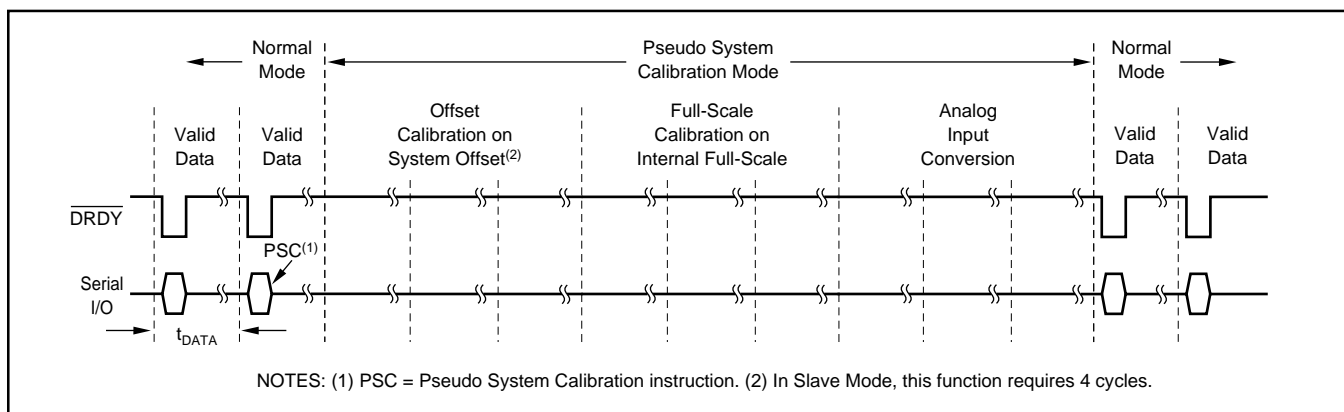 Normal
Mode
Pseudo System
Calibration Mode
Normal
Mode
Valid
Data
Valid
Data
Offset
Calibration on
System Offset(2)
Full-Scale
Calibration on
Internal Full-Scale
Analog
Input
Conversion
Valid
Data
Valid
Data
DRDY
PSC(1)
Serial
I/O
tDATA
NOTES: (1) PSC = Pseudo System Calibration instruction. (2) In Slave Mode, this function requires 4 cycles.